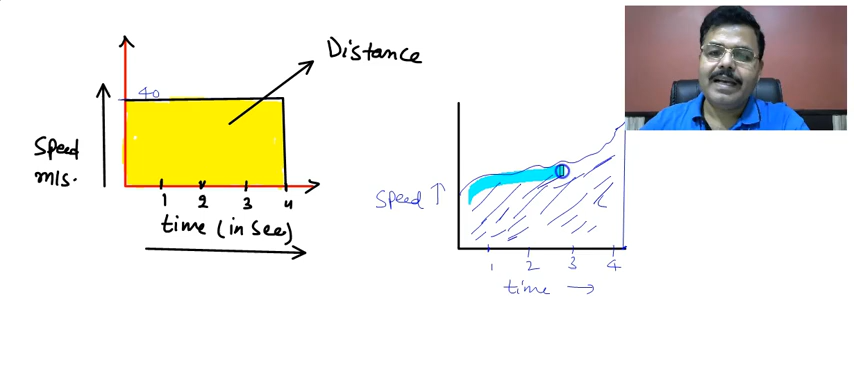 Distance
40
Speed
m/s.
1 2 3 4
time (in sec)
Speed ↑
1 2 3 4
time →